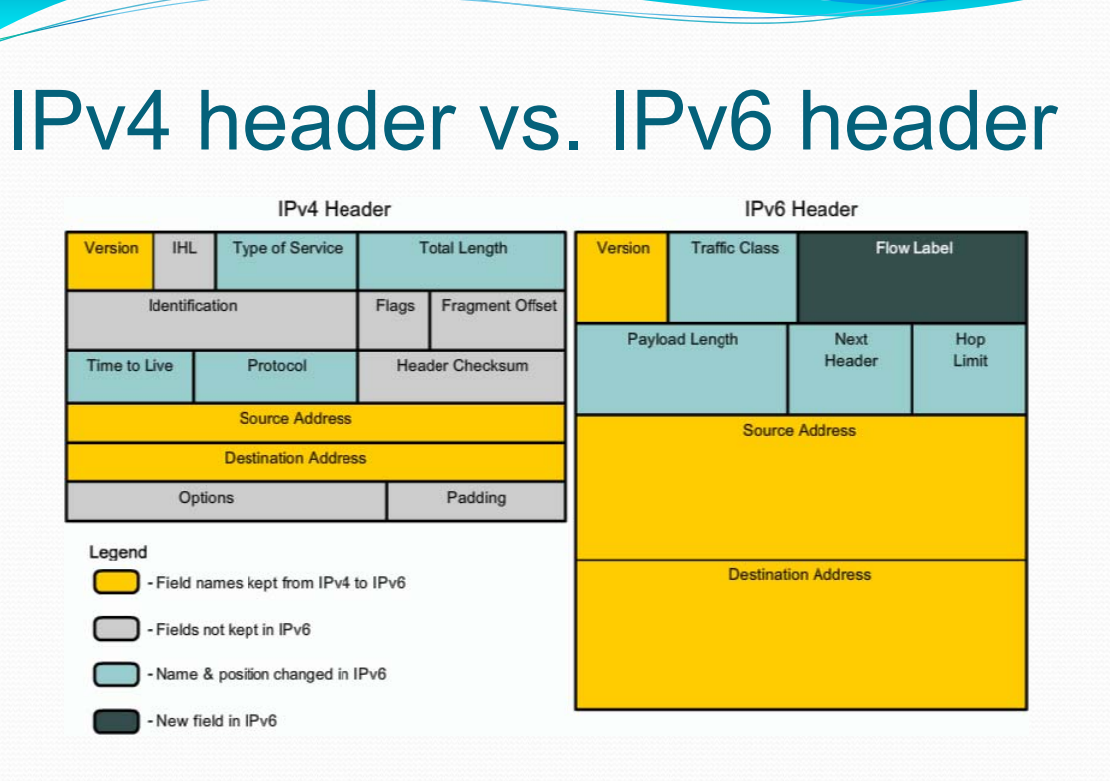 IPv4 header vs. IPv6 header
IPv4 Header
Version IHL Type of Service Total Length
Identification Flags Fragment Offset
Time to Live Protocol Header Checksum
Source Address
Destination Address
Options Padding
IPv6 Header
Version Traffic Class Flow Label
Payload Length Next Header Hop Limit
Source Address
Destination Address
Legend
- Field names kept from IPv4 to IPv6
- Fields not kept in IPv6
- Name & position changed in IPv6
- New field in IPv6